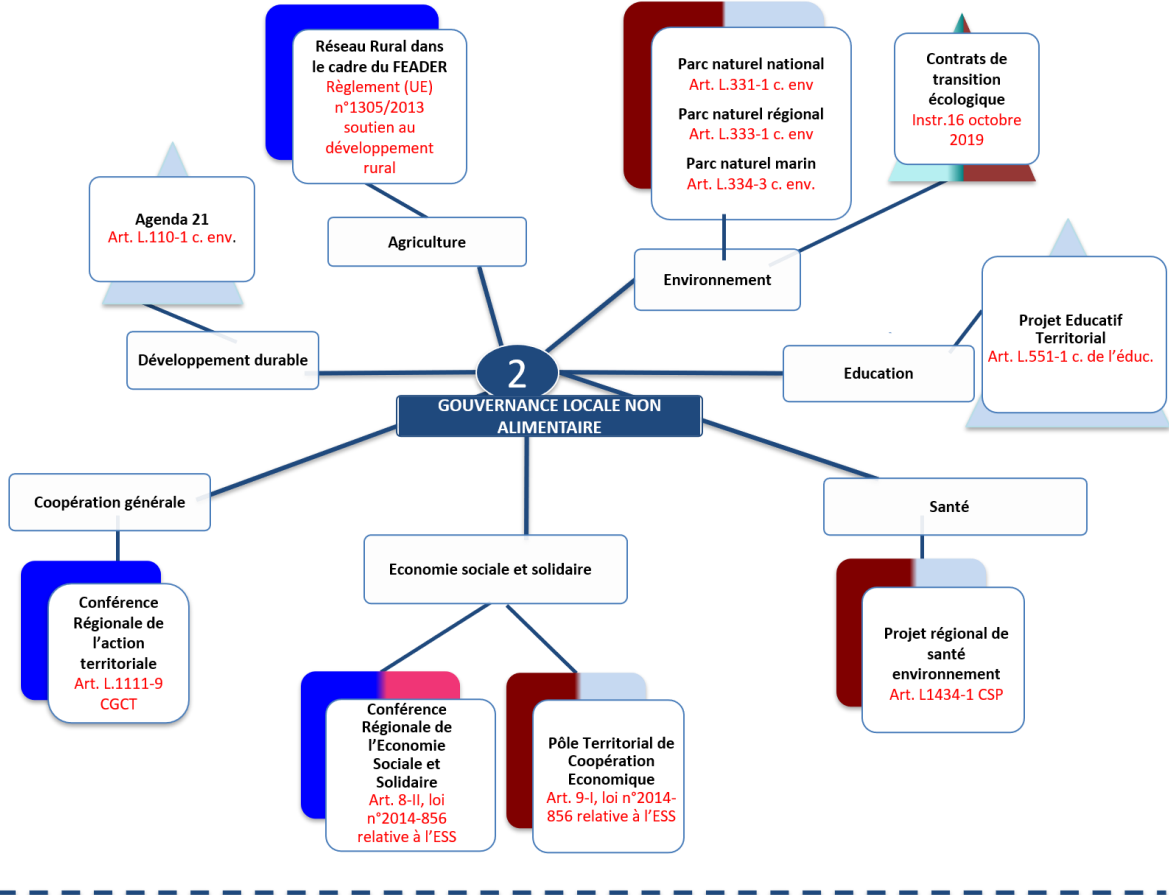 Réseau Rural dans
le cadre du FEADER
Règlement (UE)
n°1305/2013
soutien au
développement
rural
Parc naturel national
Art. L.331-1 c. env
Parc naturel régional
Art. L.333-1 c. env
Parc naturel marin
Art. L.334-3 c. env.
Contrats de
transition
écologique
Instr.16 octobre
2019
Agenda 21
Art. L.110-1 c. env.
Agriculture
Environnement
Projet Educatif
Territorial
Art. L.551-1 c. de l’éduc.
Développement durable
2
Education
GOUVERNANCE LOCALE NON
ALIMENTAIRE
Coopération générale
Santé
Economie sociale et solidaire
Conférence
Régionale de
l’action
territoriale
Art. L.1111-9
CGCT
Projet régional de
santé
environnement
Art. L1434-1 CSP
Conférence
Régionale de
l’Economie
Sociale et
Solidaire
Art. 8-II, loi
n°2014-856
relative à l’ESS
Pôle Territorial de
Coopération
Economique
Art. 9-I, loi n°2014-
856 relative à l’ESS